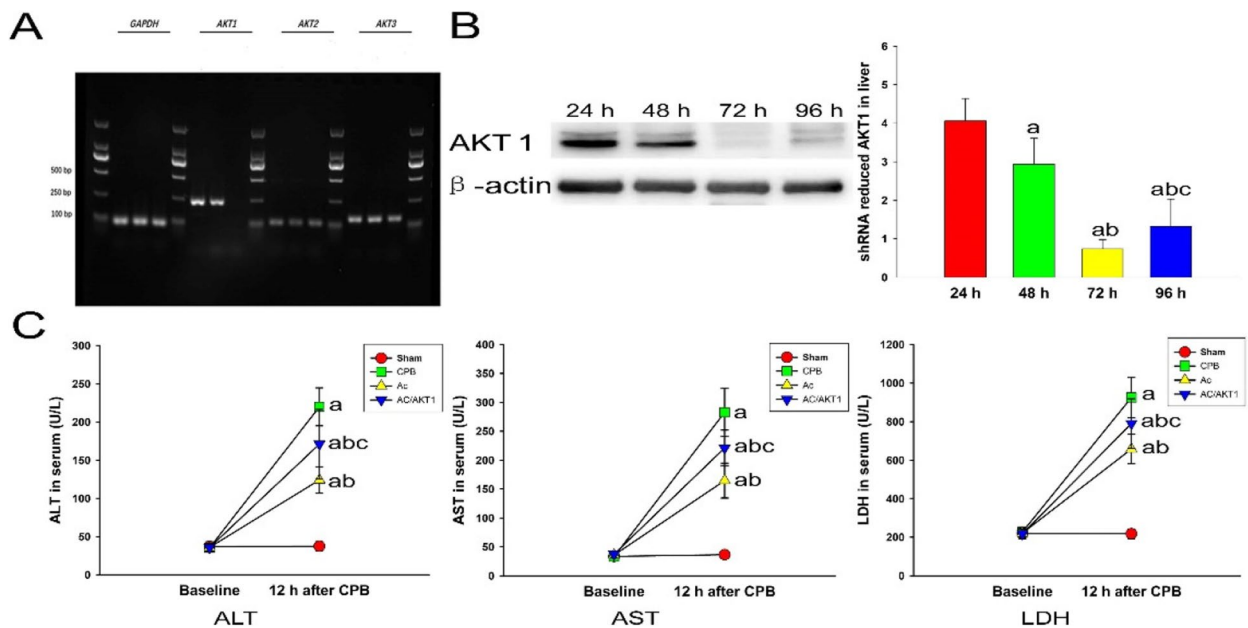 A
GAPDH AKT1 AKT2 AKT3
500 bp
250 bp
100 bp
B
24 h 48 h 72 h 96 h
AKT 1
β -actin
shRNA reduced AKT1 in liver
6
5
4
3
2
1
0
a
ab
abc
24 h 48 h 72 h 96 h
C
ALT in serum (U/L)
300
250
200
150
100
50
0
Sham
CPB
Ac
AC/AKT1
a
abc
ab
Baseline 12 h after CPB
ALT
AST in serum (U/L)
400
350
300
250
200
150
100
50
0
Sham
CPB
Ac
AC/AKT1
a
abc
ab
Baseline 12 h after CPB
AST
LDH in serum (U/L)
1200
1000
800
600
400
200
0
Sham
CPB
Ac
AC/AKT1
a
abc
ab
Baseline 12 h after CPB
LDH